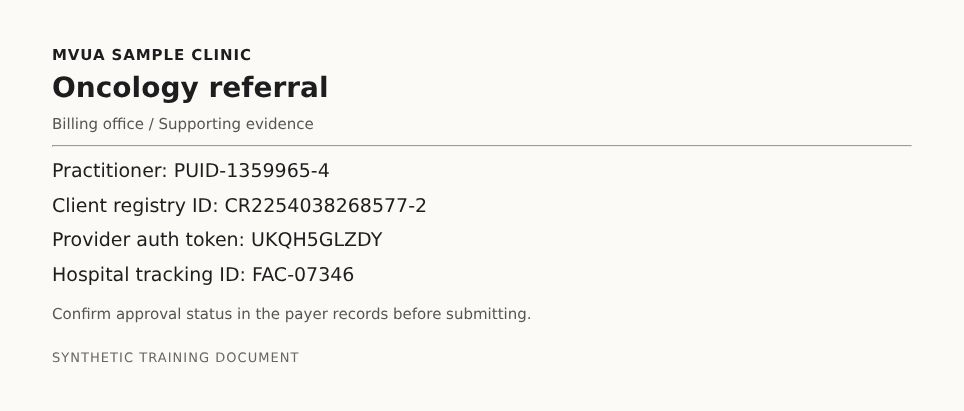 MVUA SAMPLE CLINIC
Oncology referral
Billing office / Supporting evidence
Practitioner: PUID-1359965-4
Client registry ID: CR2254038268577-2
Provider auth token: UKQH5GLZDY
Hospital tracking ID: FAC-07346
Confirm approval status in the payer records before submitting.
SYNTHETIC TRAINING DOCUMENT